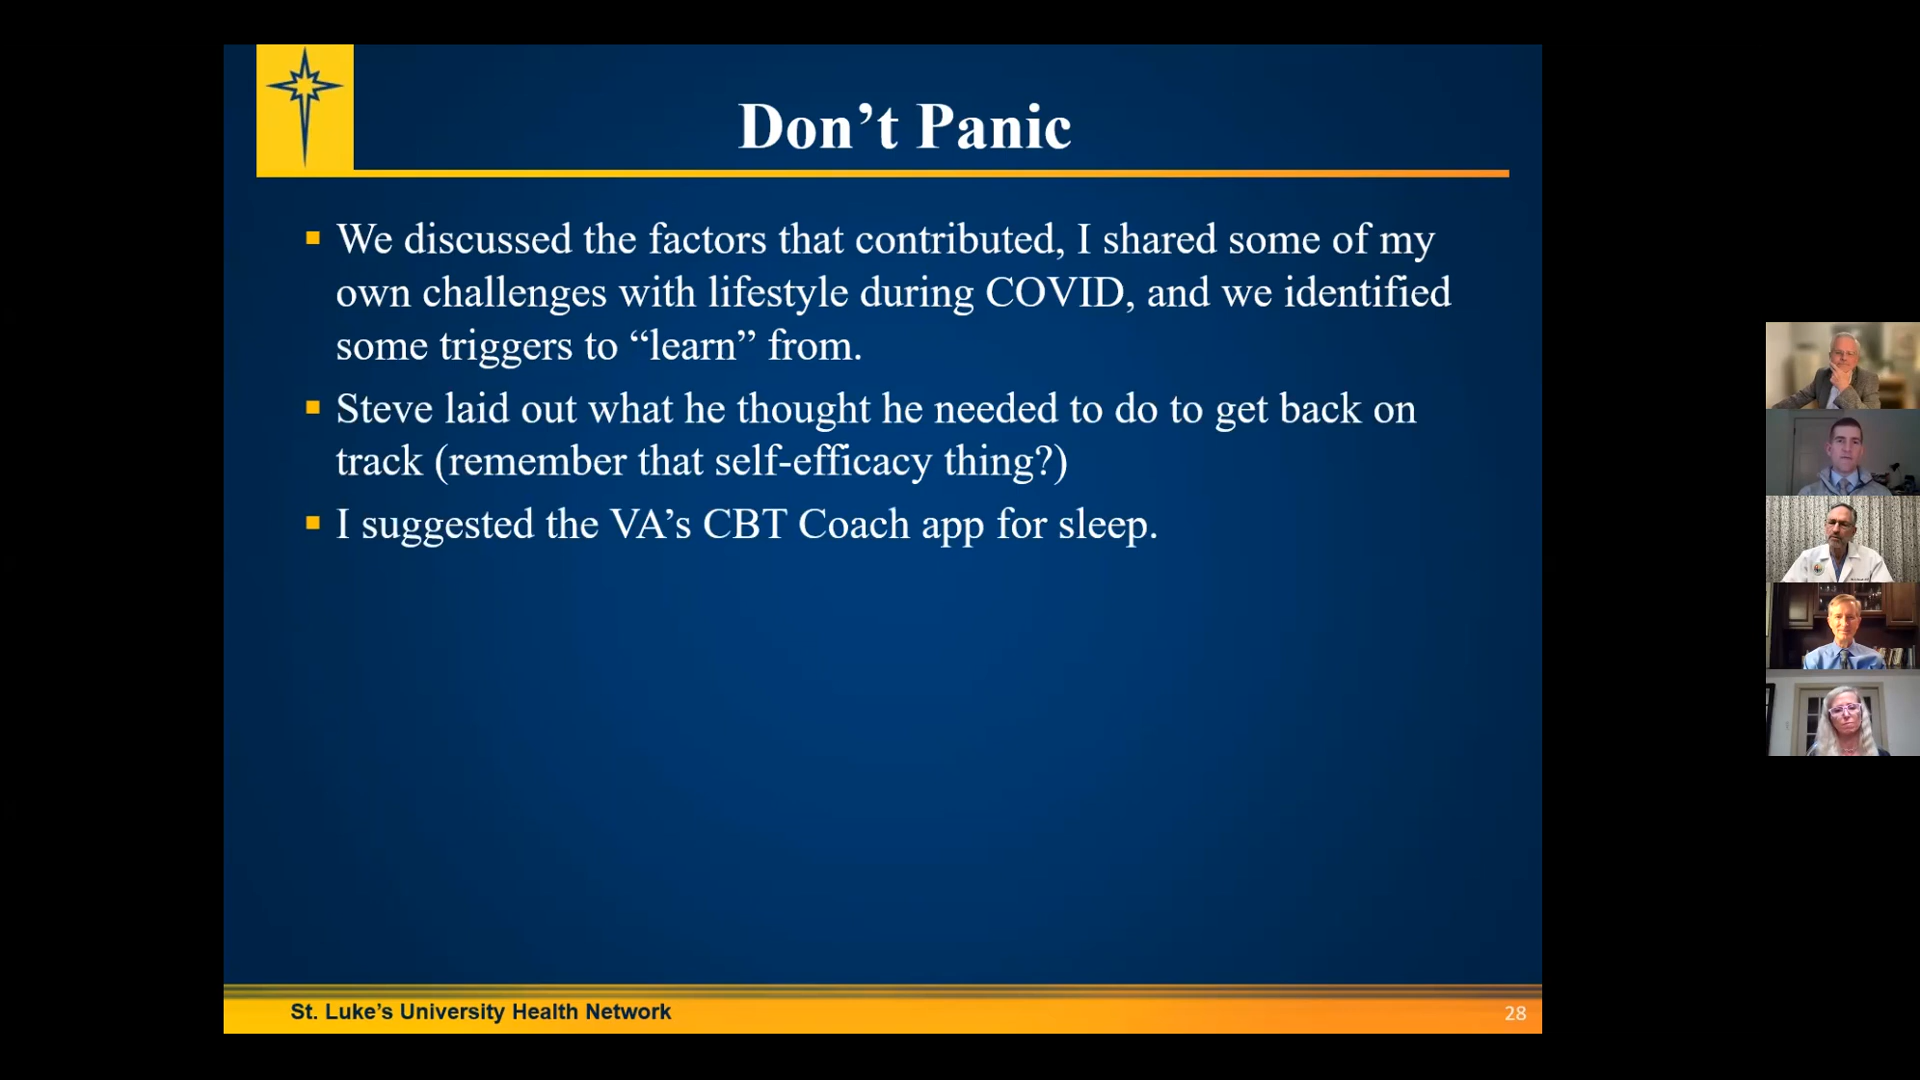 Don’t Panic
We discussed the factors that contributed, I shared some of my
own challenges with lifestyle during COVID, and we identified
some triggers to “learn” from.
Steve laid out what he thought he needed to do to get back on
track (remember that self-efficacy thing?)
I suggested the VA’s CBT Coach app for sleep.
St. Luke’s University Health Network
28